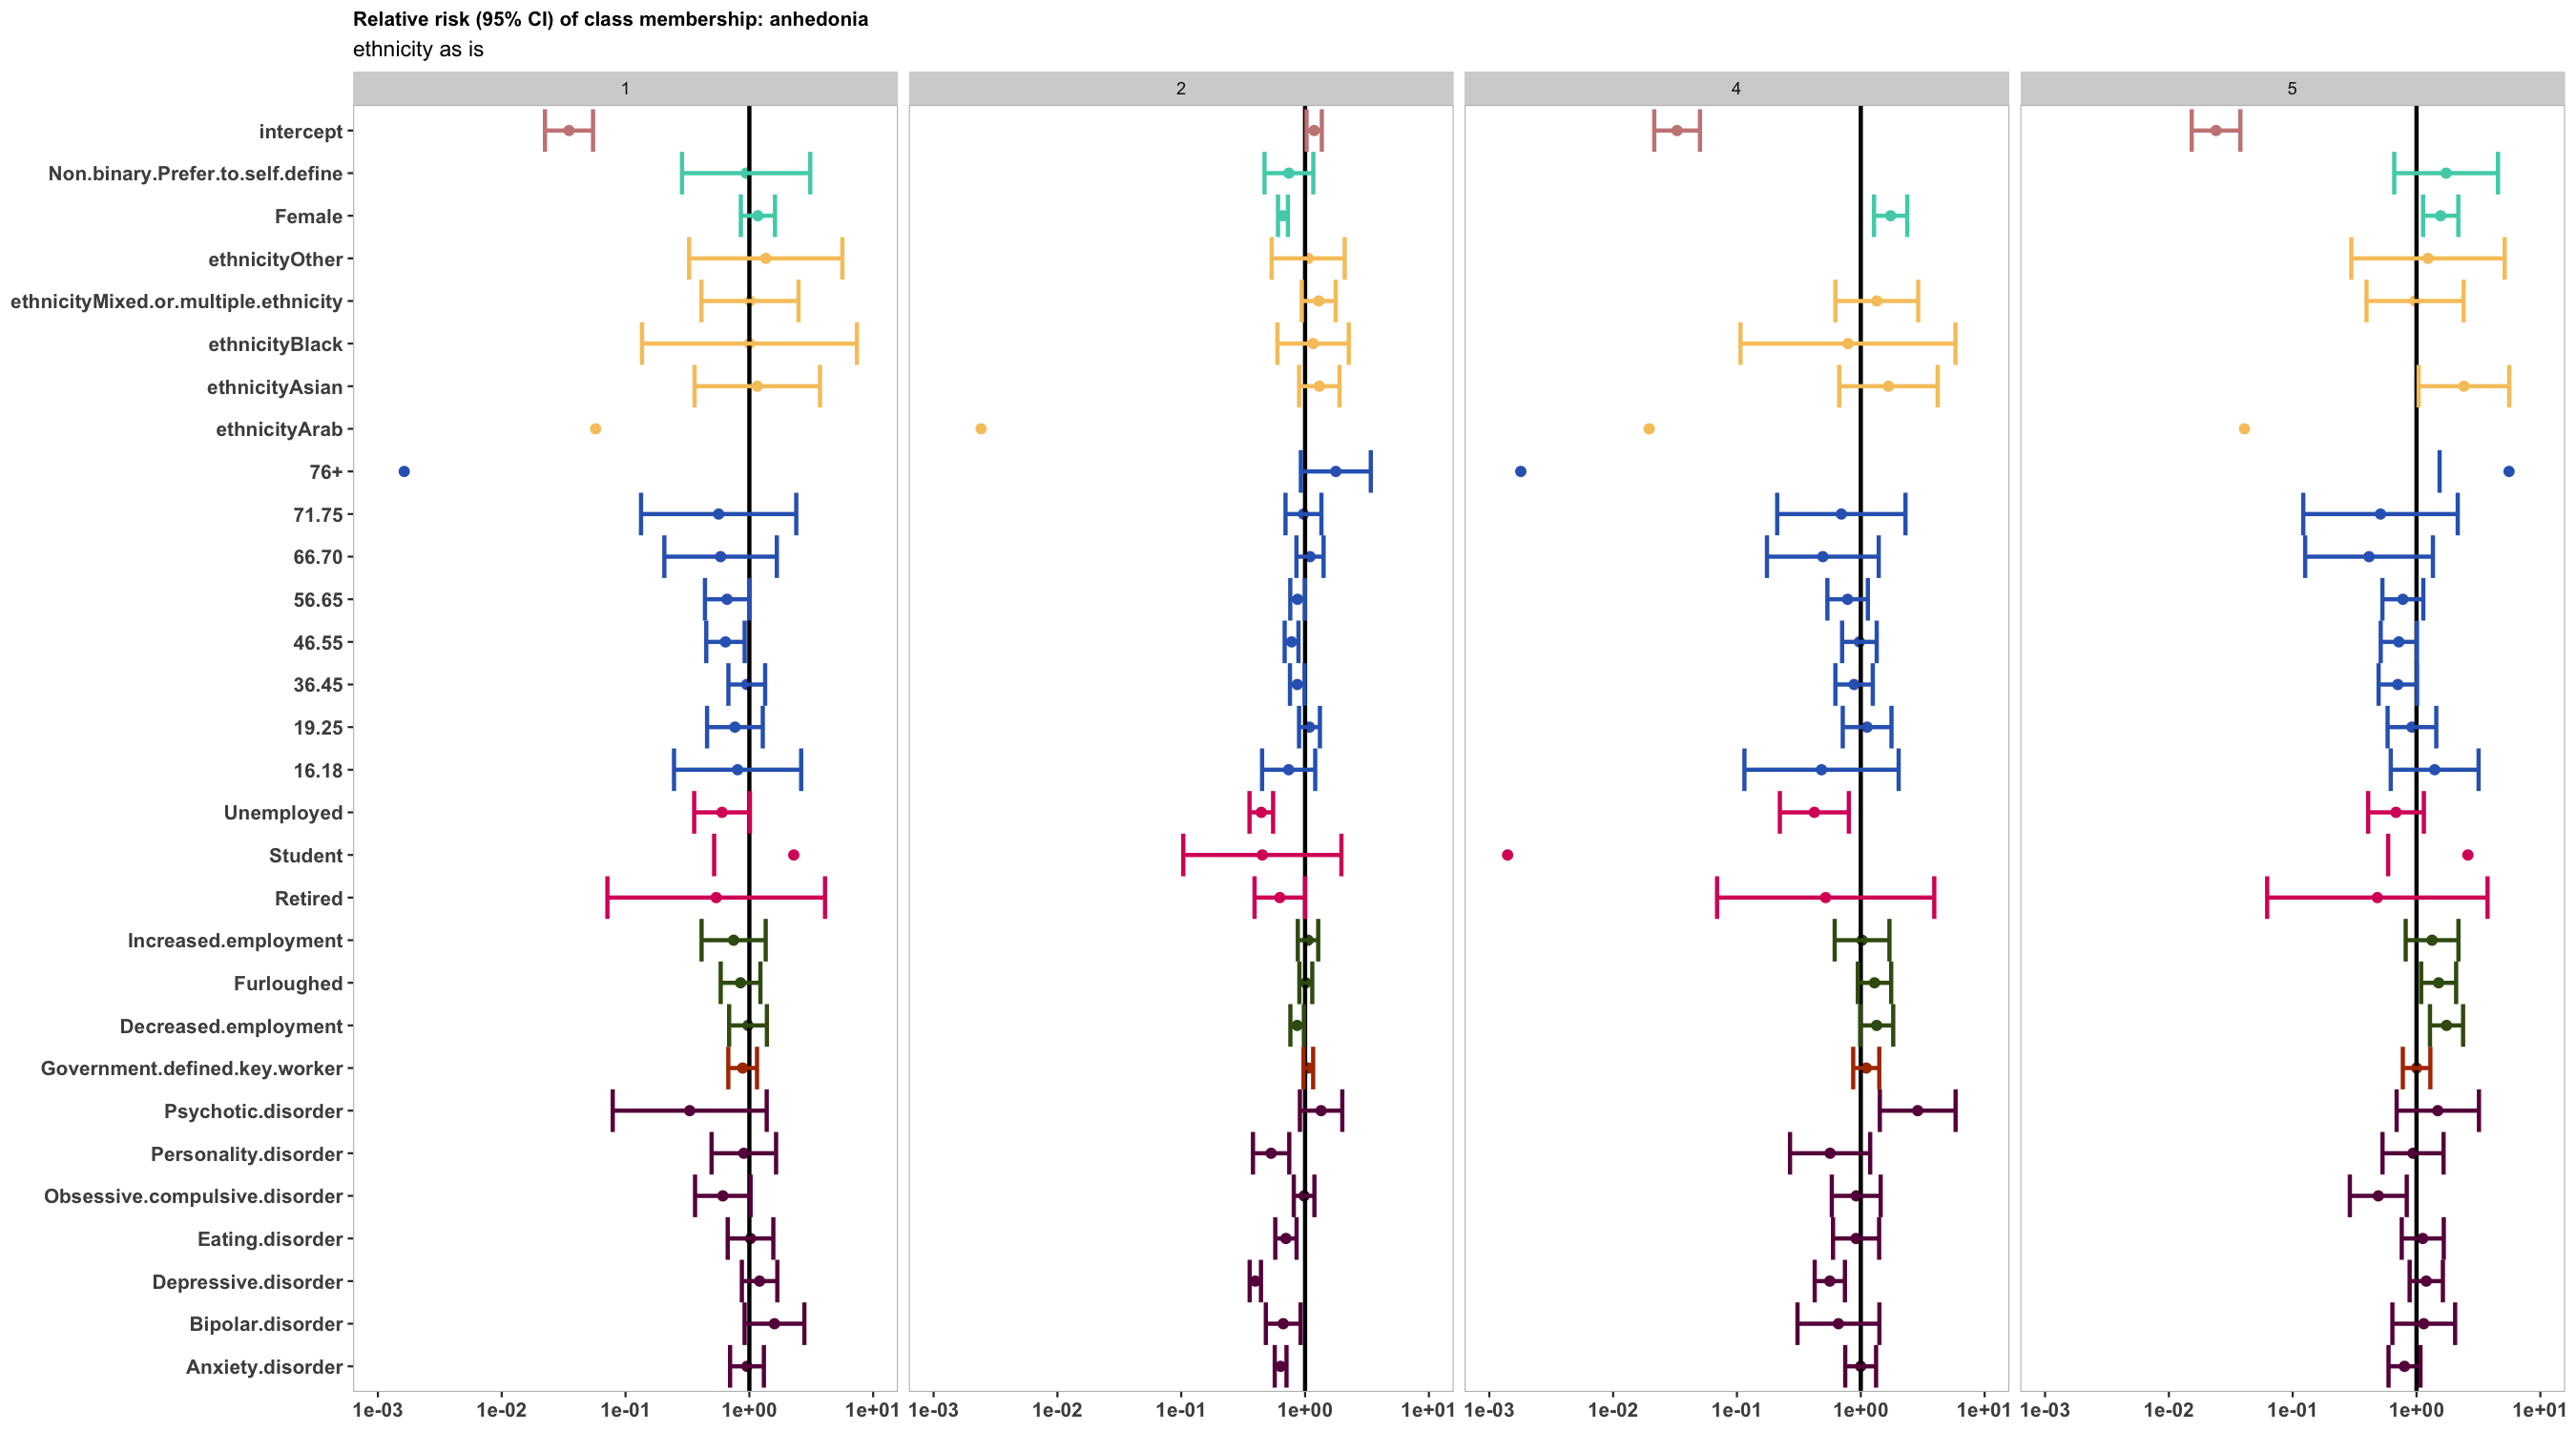 Relative risk (95% CI) of class membership: anhedonia
ethnicity as is
1 2 4 5
intercept
Non.binary.Prefer.to.self.define
Female
ethnicityOther
ethnicityMixed.or.multiple.ethnicity
ethnicityBlack
ethnicityAsian
ethnicityArab
76+
71.75
66.70
56.65
46.55
36.45
19.25
16.18
Unemployed
Student
Retired
Increased.employment
Furloughed
Decreased.employment
Government.defined.key.worker
Psychotic.disorder
Personality.disorder
Obsessive.compulsive.disorder
Eating.disorder
Depressive.disorder
Bipolar.disorder
Anxiety.disorder
1e-03 1e-02 1e-01 1e+00 1e+01 1e-03 1e-02 1e-01 1e+00 1e+01 1e-03 1e-02 1e-01 1e+00 1e+01 1e-03 1e-02 1e-01 1e+00 1e+01